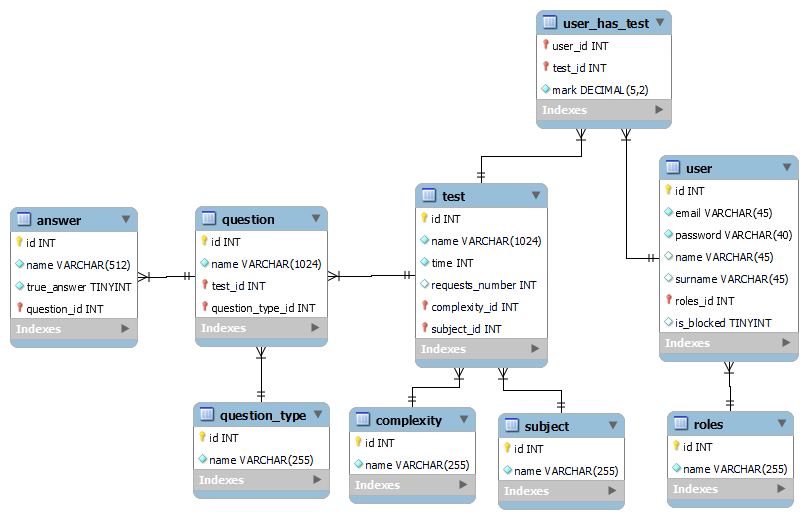 user_has_test
user_id INT
test_id INT
mark DECIMAL(5,2)
Indexes
user
id INT
email VARCHAR(45)
password VARCHAR(40)
name VARCHAR(45)
surname VARCHAR(45)
roles_id INT
is_blocked TINYINT
Indexes
test
id INT
name VARCHAR(1024)
time INT
requests_number INT
complexity_id INT
subject_id INT
Indexes
question
id INT
name VARCHAR(1024)
test_id INT
question_type_id INT
Indexes
answer
id INT
name VARCHAR(512)
true_answer TINYINT
question_id INT
Indexes
question_type
id INT
name VARCHAR(255)
Indexes
complexity
id INT
name VARCHAR(255)
Indexes
subject
id INT
name VARCHAR(255)
Indexes
roles
id INT
name VARCHAR(255)
Indexes